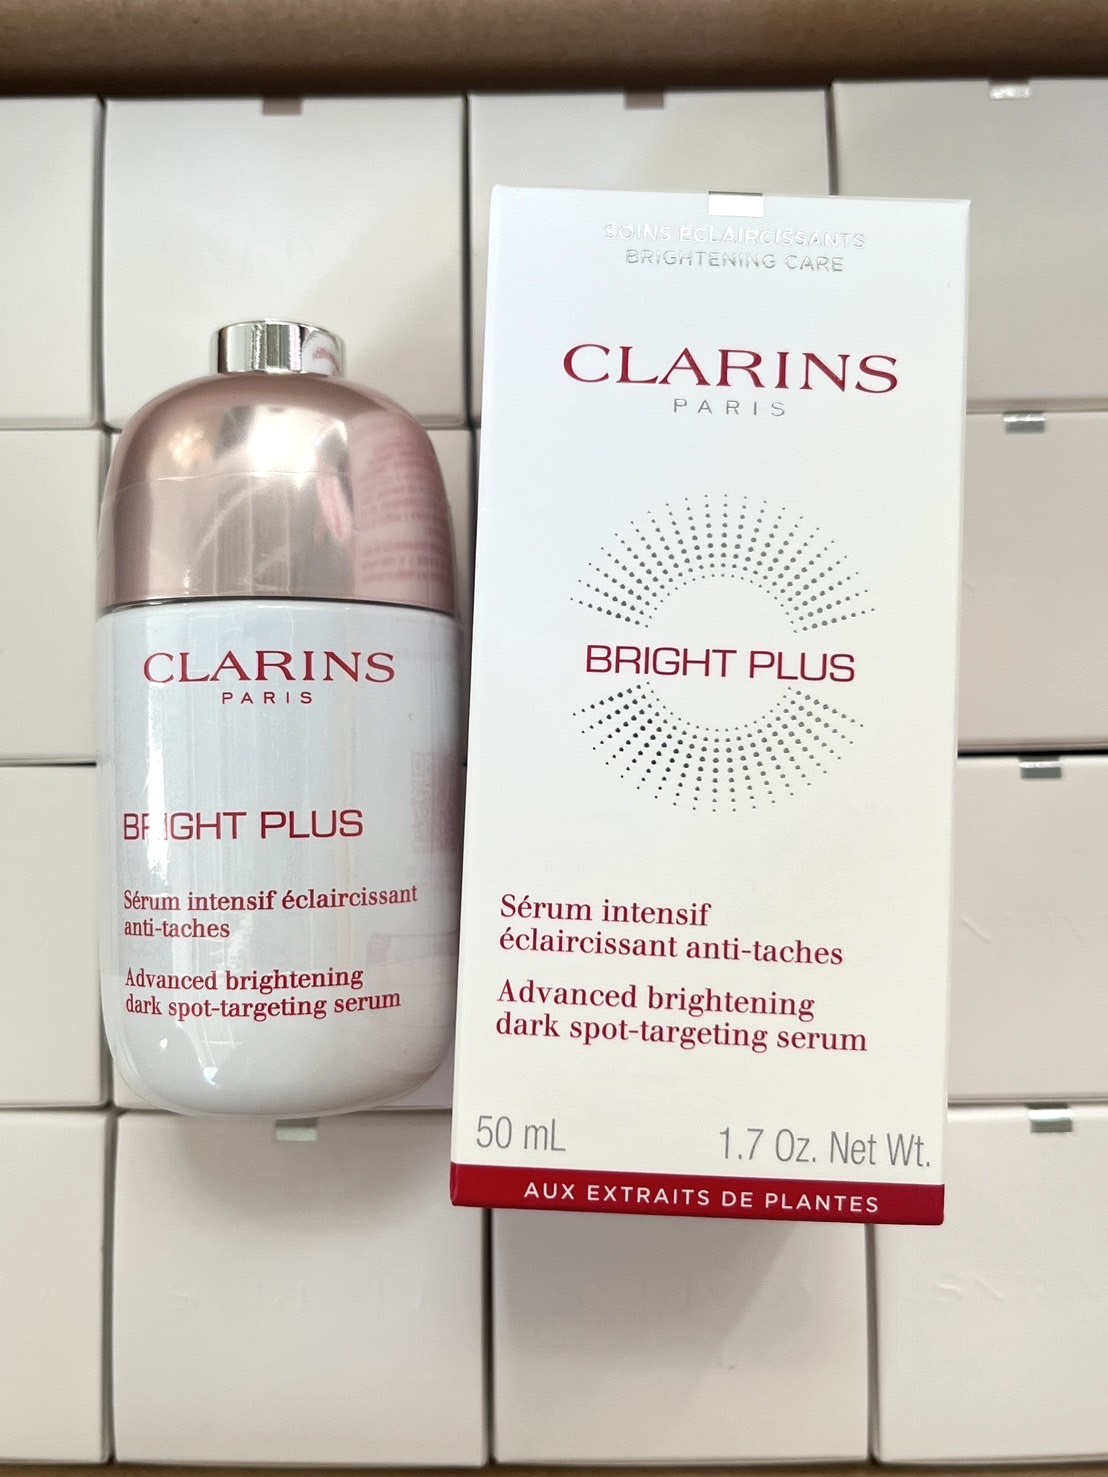 CLARINS
PARIS
BRIGHT PLUS
Sérum intensif éclaircissant
anti-taches
Advanced brightening
dark spot-targeting serum
SOINS ÉCLAIRCISSANTS
BRIGHTENING CARE
CLARINS
PARIS
BRIGHT PLUS
Sérum intensif
éclaircissant anti-taches
Advanced brightening
dark spot-targeting serum
50 mL
1.7 Oz. Net Wt.
AUX EXTRAITS DE PLANTES